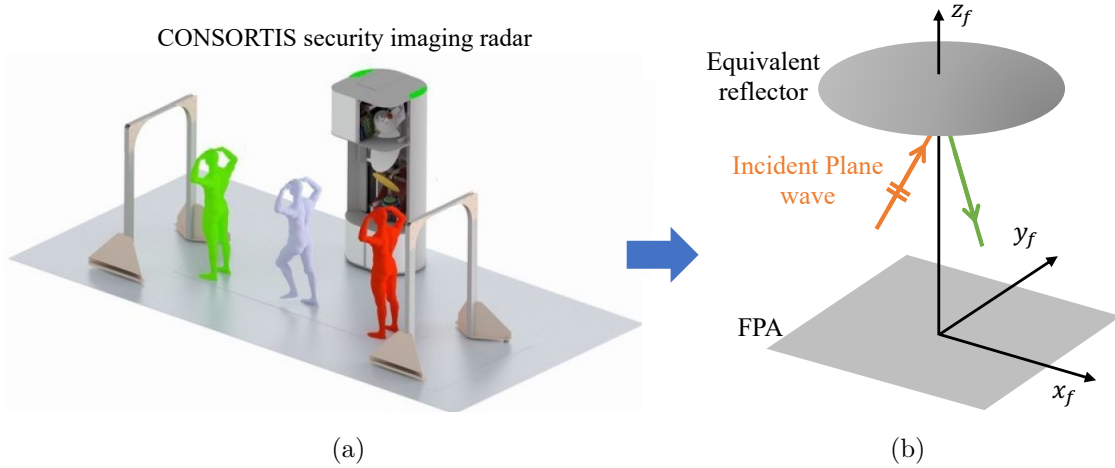 CONSORTIS security imaging radar
z_f
Equivalent
reflector
Incident Plane
wave
y_f
FPA
x_f
(a)
(b)